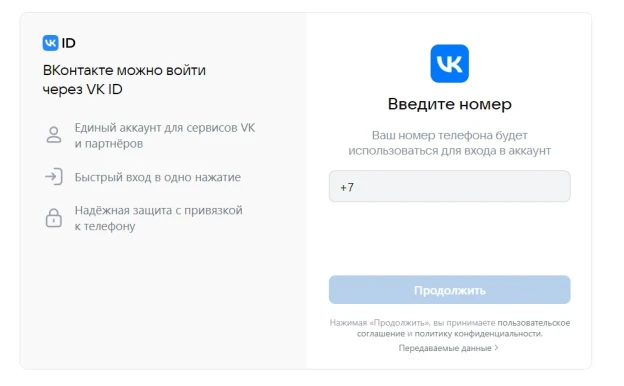 VK ID
ВКонтакте можно войти
через VK ID
Единый аккаунт для сервисов VK
и партнёров
Быстрый вход в одно нажатие
Надёжная защита с привязкой
к телефону
VK
Введите номер
Ваш номер телефона будет
использоваться для входа в аккаунт
+7
Продолжить
Нажимая «Продолжить», вы принимаете пользовательское
соглашение и политику конфиденциальности.
Передаваемые данные >